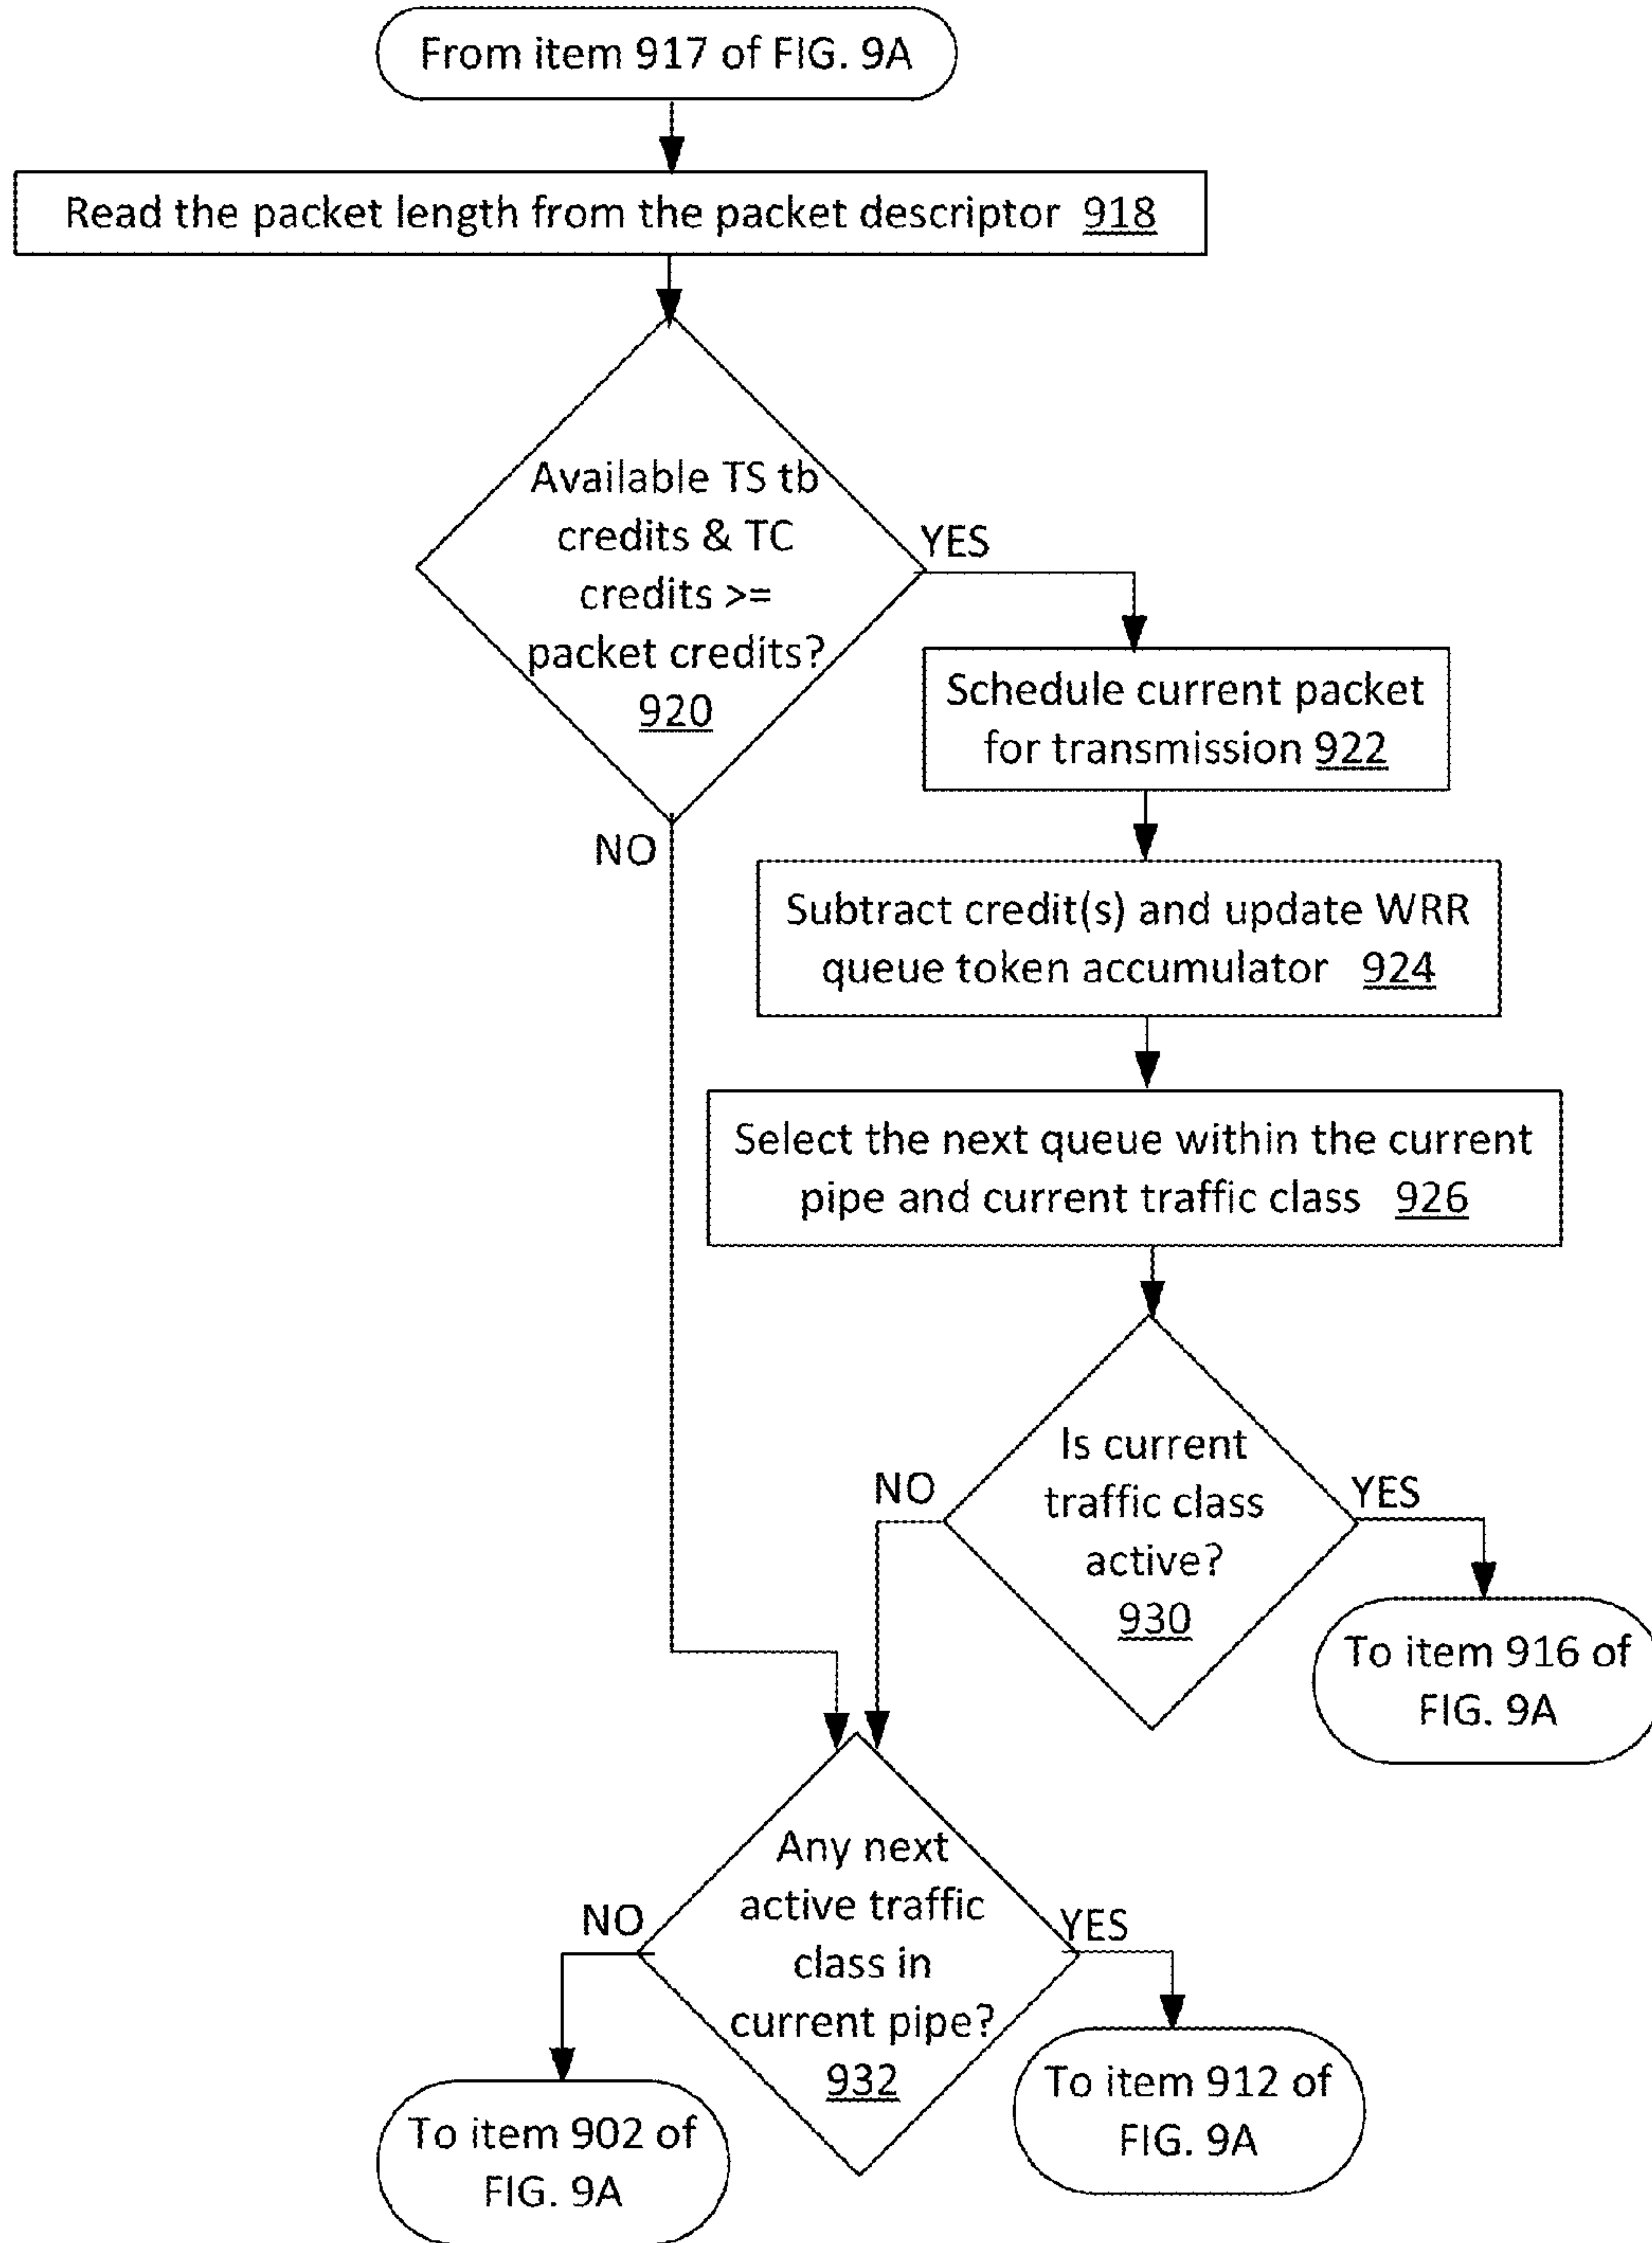 From item 917 of FIG. 9A
Read the packet length from the packet descriptor 918
Available TS tb
credits & TC
credits >=
packet credits?
920
YES
NO
Schedule current packet
for transmission 922
Subtract credit(s) and update WRR
queue token accumulator 924
Select the next queue within the current
pipe and current traffic class 926
Is current
traffic class
active?
930
NO
YES
To item 916 of
FIG. 9A
Any next
active traffic
class in
current pipe?
932
NO
YES
To item 902 of
FIG. 9A
To item 912 of
FIG. 9A